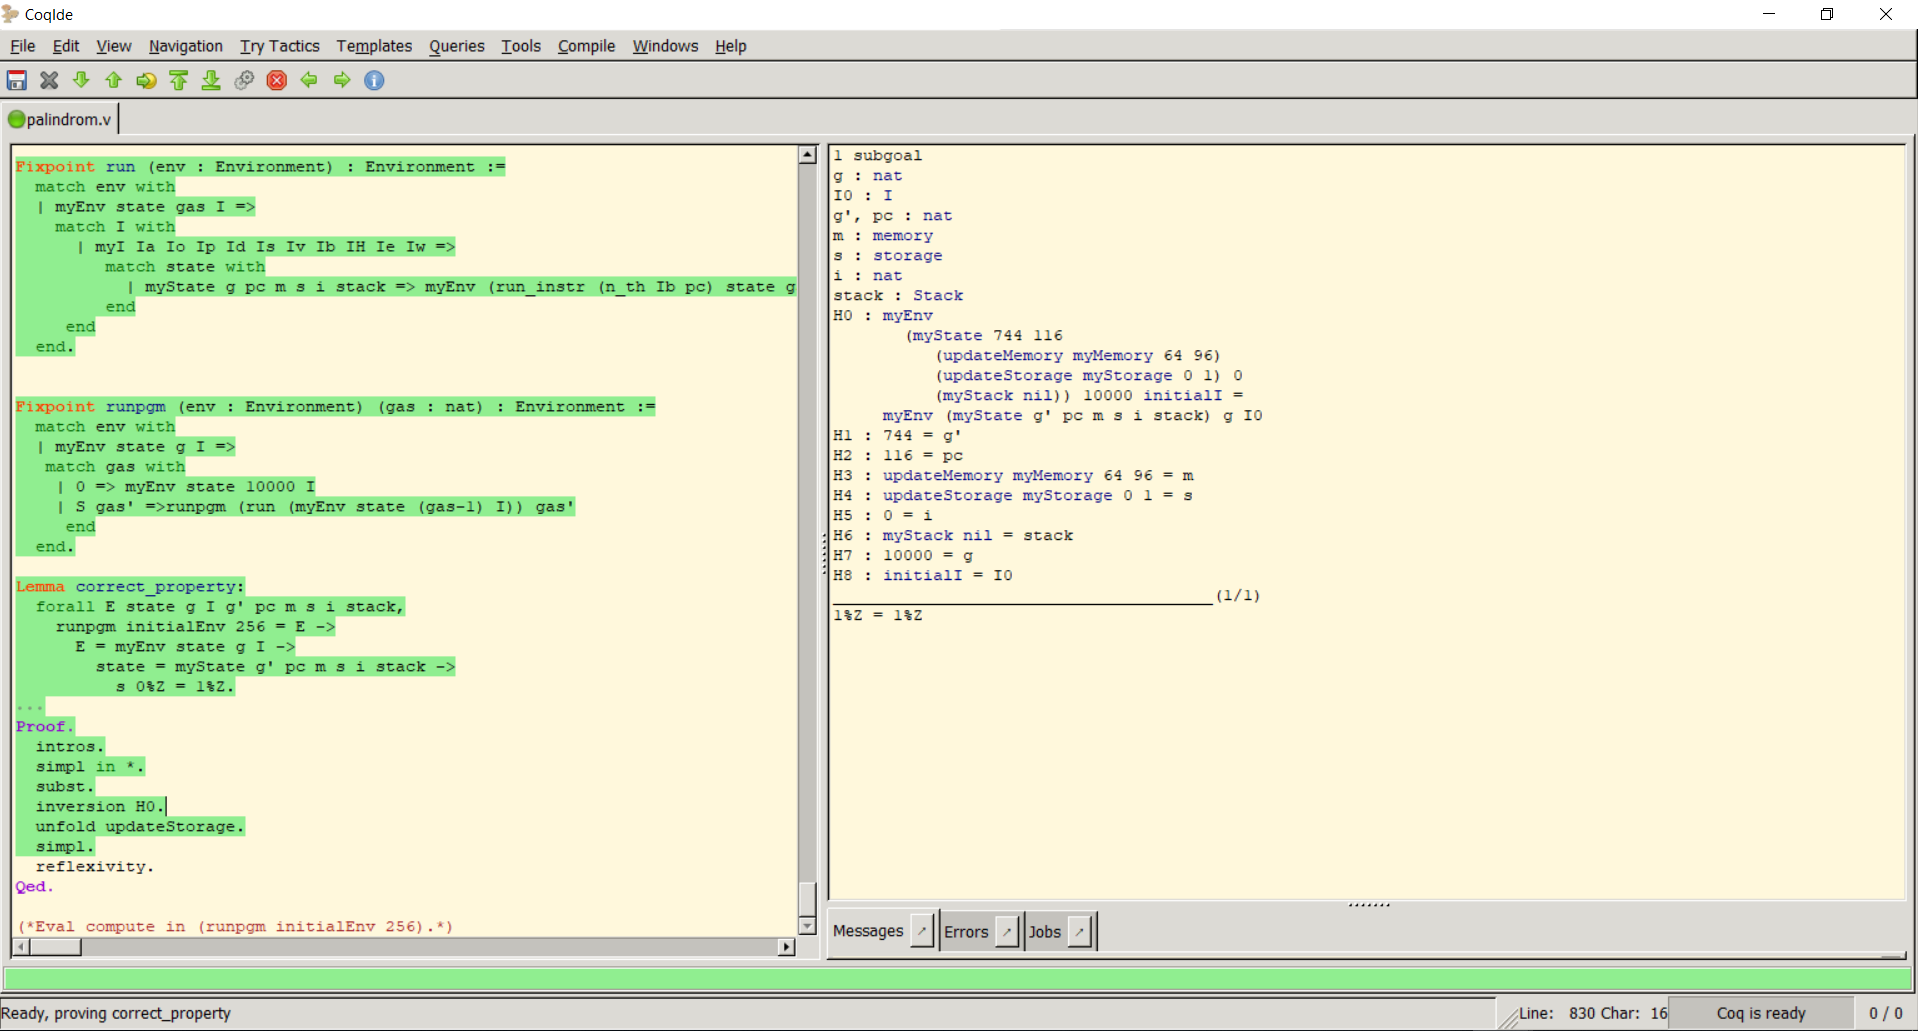 CoqIde
File Edit View Navigation Try Tactics Templates Queries Tools Compile Windows Help
palindrom.v
Fixpoint run (env : Environment) : Environment :=
match env with
| myEnv state gas I =>
match I with
| myI Ia Io Ip Id Is Iv Ib IH Ie Iw =>
match state with
| myState g pc m s i stack => myEnv (run_instr (n_th Ib pc) state g
end
end
end.
Fixpoint runpgm (env : Environment) (gas : nat) : Environment :=
match env with
| myEnv state g I =>
match gas with
| 0 => myEnv state 10000 I
| S gas' =>runpgm (run (myEnv state (gas-1) I)) gas'
end
end.
Lemma correct_property:
forall E state g I g' pc m s i stack,
runpgm initialEnv 256 = E ->
E = myEnv state g I ->
state = myState g' pc m s i stack ->
s 0%Z = 1%Z.
...
Proof.
intros.
simpl in *.
subst.
inversion H0.
unfold updateStorage.
simpl.
reflexivity.
Qed.
(*Eval compute in (runpgm initialEnv 256).*)
1 subgoal
g : nat
I0 : I
g', pc : nat
m : memory
s : storage
i : nat
stack : Stack
H0 : myEnv
(myState 744 116
(updateMemory myMemory 64 96)
(updateStorage myStorage 0 1) 0
(myStack nil)) 10000 initialI =
myEnv (myState g' pc m s i stack) g I0
H1 : 744 = g'
H2 : 116 = pc
H3 : updateMemory myMemory 64 96 = m
H4 : updateStorage myStorage 0 1 = s
H5 : 0 = i
H6 : myStack nil = stack
H7 : 10000 = g
H8 : initialI = I0
(1/1)
1%Z = 1%Z
Messages Errors Jobs
Ready, proving correct_property
Line: 830 Char: 16 Coq is ready 0 / 0